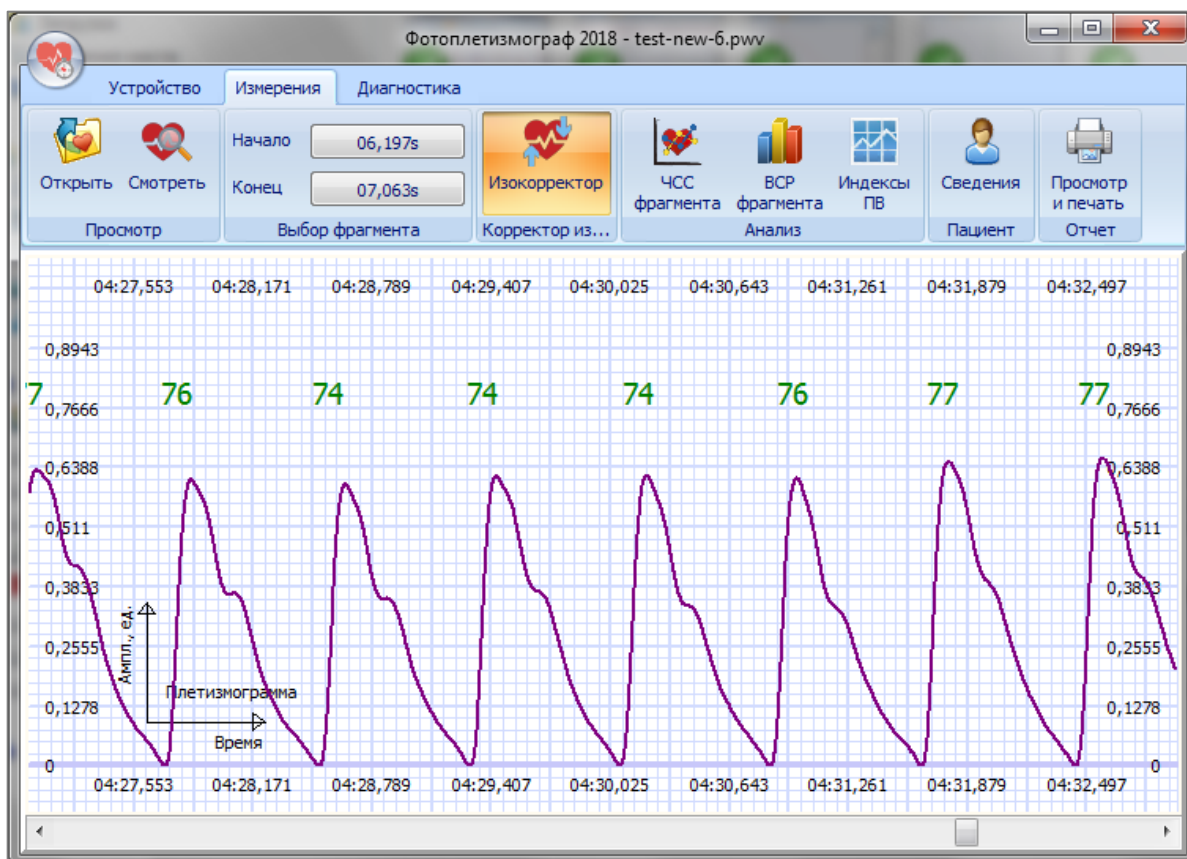 Фотоплетизмограф 2018 - test-new-6.pwv
Устройство Измерения Диагностика
Открыть Смотреть
Просмотр
Начало 06,197s
Конец 07,063s
Выбор фрагмента
Изокорректор
Корректор из...
ЧСС фрагмента
ВСР фрагмента
Индексы ПВ
Анализ
Сведения
Пациент
Просмотр и печать
Отчет
04:27,553 04:28,171 04:28,789 04:29,407 04:30,025 04:30,643 04:31,261 04:31,879 04:32,497
0,8943 0,8943
7 76 74 74 74 76 77 77
0,7666 0,7666
0,6388 0,6388
0,511 0,511
0,3833 0,3833
Ампл., ед.
0,2555 0,2555
Плетизмограмма
0,1278 0,1278
Время
0 0
04:27,553 04:28,171 04:28,789 04:29,407 04:30,025 04:30,643 04:31,261 04:31,879 04:32,497